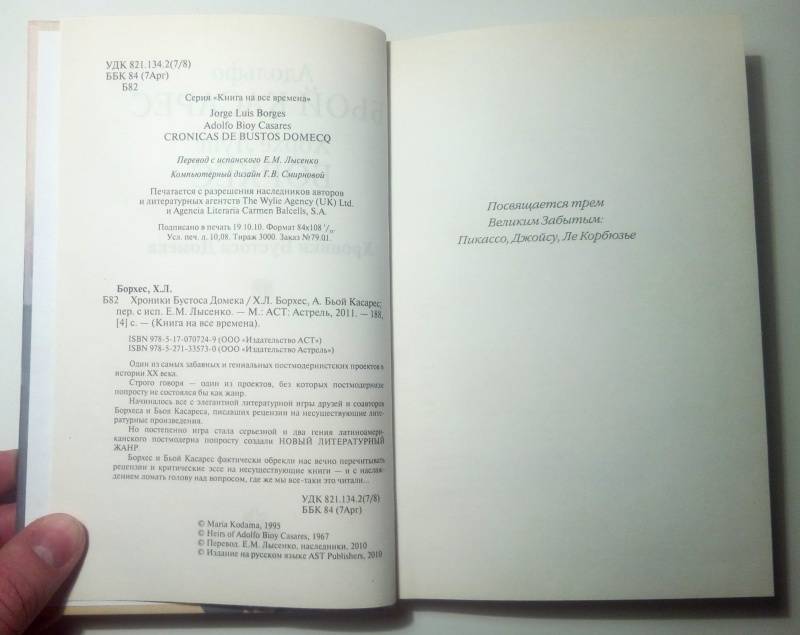 УДК 821.134.2(7/8)
ББК 84 (7Арг)
Б82
Серия «Книга на все времена»
Jorge Luis Borges
Adolfo Bioy Casares
CRONICAS DE BUSTOS DOMECQ
Перевод с испанского Е.М. Лысенко
Компьютерный дизайн Г.В. Смирновой
Печатается с разрешения наследников авторов
и литературных агентств The Wylie Agency (UK) Ltd.
и Agencia Literaria Carmen Balcells, S.A.
Подписано в печать 19.10.10. Формат 84x108 1/32.
Усл. печ. л. 10,08. Тираж 3000. Заказ №79.01.
Борхес, Х.Л.
Б82 Хроники Бустоса Домека / Х.Л. Борхес, А. Бьой Касарес;
пер. с исп. Е.М. Лысенко. – М.: АСТ: Астрель, 2011. – 188,
[4] с. – (Книга на все времена).
ISBN 978-5-17-070724-9 (ООО «Издательство АСТ»)
ISBN 978-5-271-33573-0 (ООО «Издательство Астрель»)
Один из самых забавных и гениальных постмодернистских проектов в
истории XX века.
Строго говоря – один из проектов, без которых постмодернизм
попросту не состоялся бы как жанр.
Начиналось все с элегантной литературной игры друзей и соавторов
Борхеса и Бьоя Касареса, писавших рецензии на несуществующие лите-
ратурные произведения.
Но постепенно игра стала серьезной и два гения латиноамери-
канского постмодерна попросту создали НОВЫЙ ЛИТЕРАТУРНЫЙ
ЖАНР
Борхес и Бьой Касарес фактически обрекли нас вечно перечитывать
рецензии и критические эссе на несуществующие книги – и с наслаж-
дением ломать голову над вопросом, где же мы все-таки это читали...
УДК 821.134.2(7/8)
ББК 84 (7Арг)
© Maria Kodama, 1995
© Heirs of Adolfo Bioy Casares, 1967
© Перевод. Е.М. Лысенко, наследники, 2010
© Издание на русском языке AST Publishers, 2010
Посвящается трем
Великим Забытым:
Пикассо, Джойсу, Ле Корбюзье